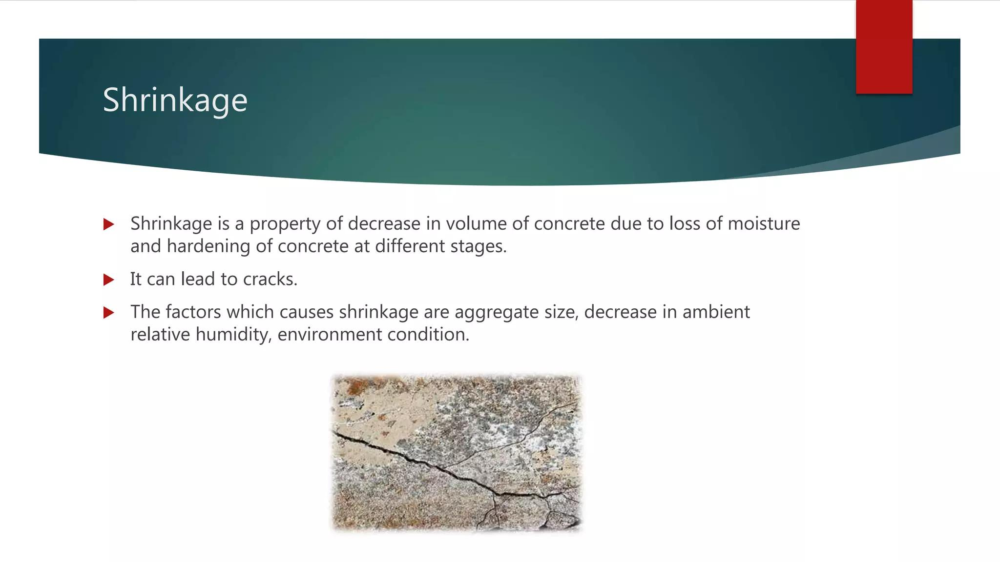 Shrinkage
Shrinkage is a property of decrease in volume of concrete due to loss of moisture
and hardening of concrete at different stages.
It can lead to cracks.
The factors which causes shrinkage are aggregate size, decrease in ambient
relative humidity, environment condition.